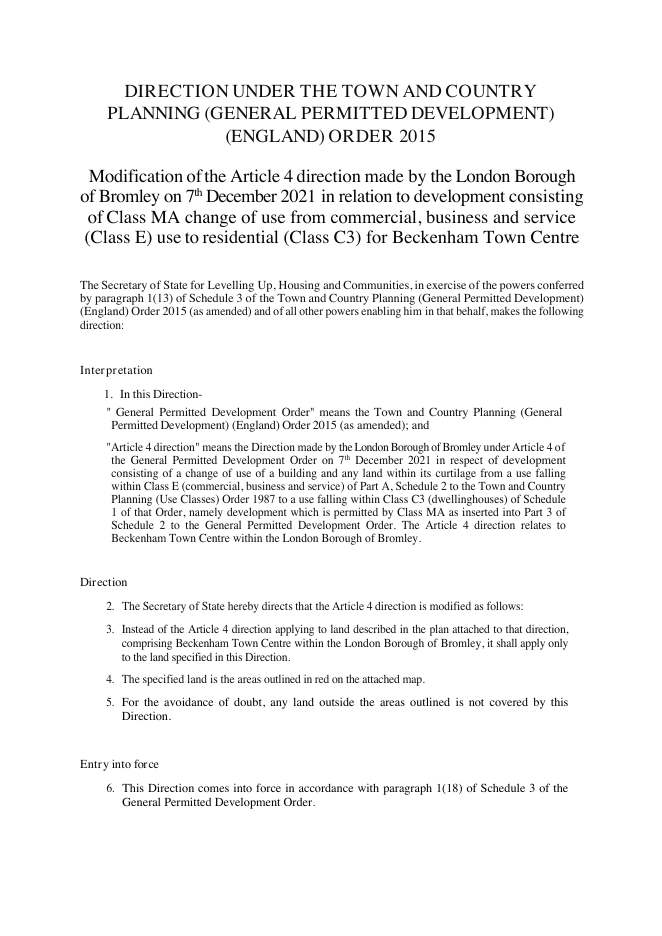 DIRECTION UNDER THE TOWN AND COUNTRY
PLANNING (GENERAL PERMITTED DEVELOPMENT)
(ENGLAND) ORDER 2015
Modification of the Article 4 direction made by the London Borough
of Bromley on 7th December 2021 in relation to development consisting
of Class MA change of use from commercial, business and service
(Class E) use to residential (Class C3) for Beckenham Town Centre
The Secretary of State for Levelling Up, Housing and Communities, in exercise of the powers conferred
by paragraph 1(13) of Schedule 3 of the Town and Country Planning (General Permitted Development)
(England) Order 2015 (as amended) and of all other powers enabling him in that behalf, makes the following
direction:
Interpretation
1. In this Direction-
" General Permitted Development Order" means the Town and Country Planning (General
Permitted Development) (England) Order 2015 (as amended); and
"Article 4 direction" means the Direction made by the London Borough of Bromley under Article 4 of
the General Permitted Development Order on 7th December 2021 in respect of development
consisting of a change of use of a building and any land within its curtilage from a use falling
within Class E (commercial, business and service) of Part A, Schedule 2 to the Town and Country
Planning (Use Classes) Order 1987 to a use falling within Class C3 (dwellinghouses) of Schedule
1 of that Order, namely development which is permitted by Class MA as inserted into Part 3 of
Schedule 2 to the General Permitted Development Order. The Article 4 direction relates to
Beckenham Town Centre within the London Borough of Bromley.
Direction
2. The Secretary of State hereby directs that the Article 4 direction is modified as follows:
3. Instead of the Article 4 direction applying to land described in the plan attached to that direction,
comprising Beckenham Town Centre within the London Borough of Bromley, it shall apply only
to the land specified in this Direction.
4. The specified land is the areas outlined in red on the attached map.
5. For the avoidance of doubt, any land outside the areas outlined is not covered by this
Direction.
Entry into force
6. This Direction comes into force in accordance with paragraph 1(18) of Schedule 3 of the
General Permitted Development Order.